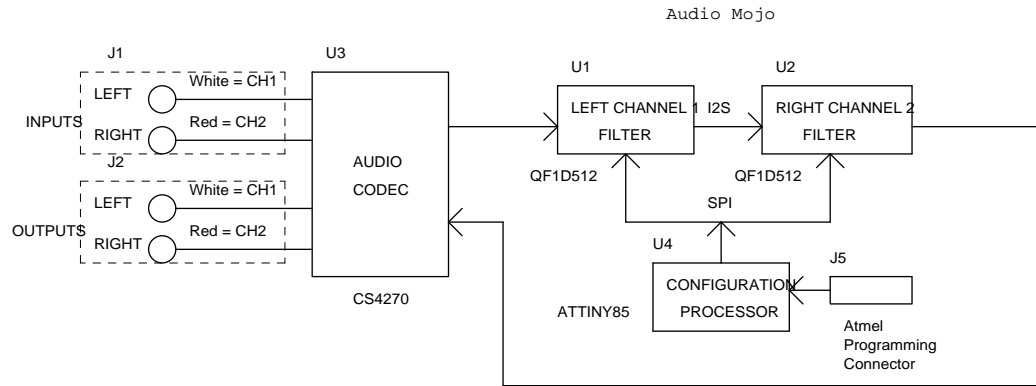 Audio Mojo
J1
U3
U1
U2
White = CH1
LEFT
INPUTS
Red = CH2
RIGHT
J2
LEFT CHANNEL 1
FILTER
I2S
RIGHT CHANNEL 2
FILTER
AUDIO
CODEC
QF1D512
QF1D512
White = CH1
LEFT
OUTPUTS
Red = CH2
RIGHT
SPI
U4
J5
CS4270
ATTINY85
CONFIGURATION
PROCESSOR
Atmel
Programming
Connector